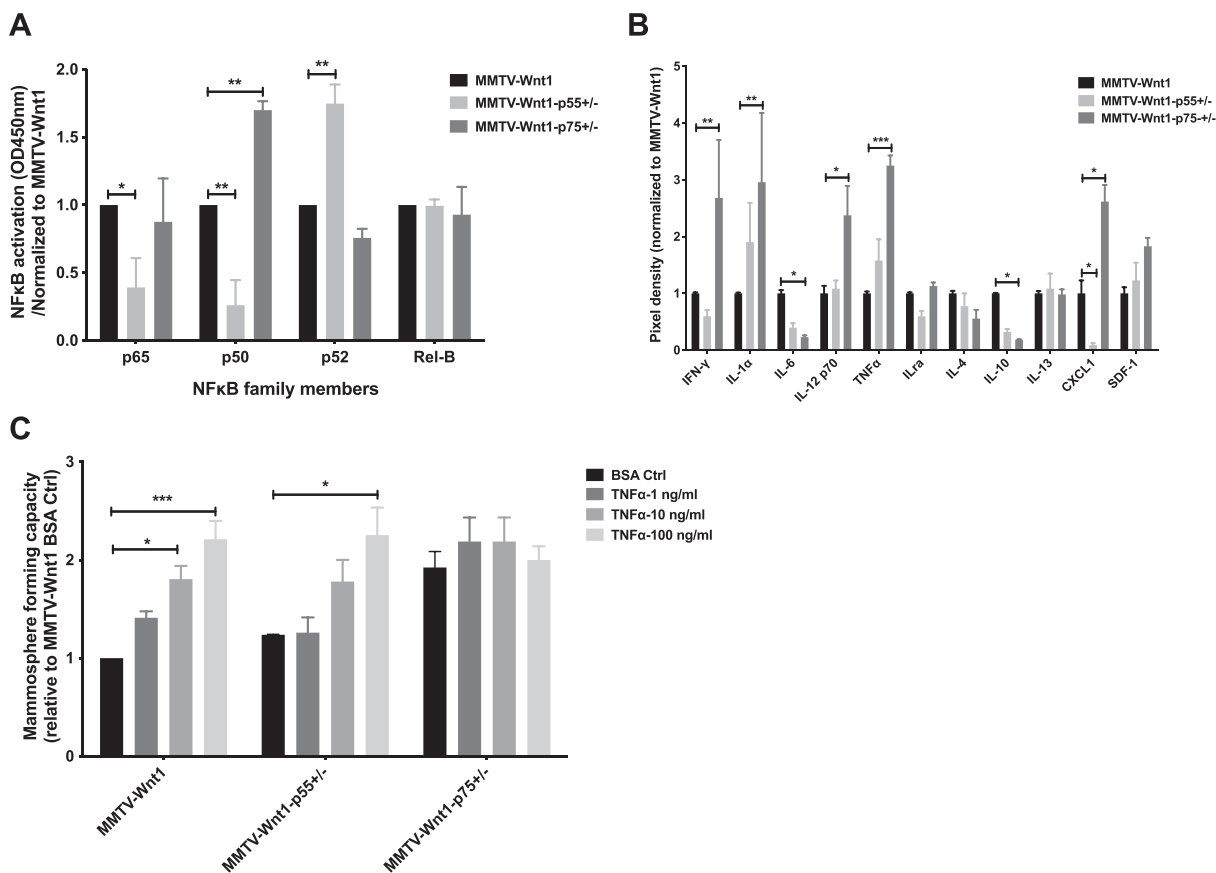 A
NFκB activation (OD450nm)
/Normalized to MMTV-Wnt1
2.0
1.5
1.0
0.5
0.0
*
**
**
**
p65
p50
p52
Rel-B
NFκB family members
MMTV-Wnt1
MMTV-Wnt1-p55+/-
MMTV-Wnt1-p75+/-
B
Pixel density (normalized to MMTV-Wnt1)
5
4
3
2
1
0
**
**
*
*
***
*
*
*
IFN-γ
IL-1α
IL-6
IL-12 p70
TNFα
ILra
IL-4
IL-10
IL-13
CXCL1
SDF-1
MMTV-Wnt1
MMTV-Wnt1-p55+/-
MMTV-Wnt1-p75-+/-
C
Mammosphere forming capacity
(relative to MMTV-Wnt1 BSA Ctrl)
3
2
1
0
***
*
*
MMTV-Wnt1
MMTV-Wnt1-p55+/-
MMTV-Wnt1-p75+/-
BSA Ctrl
TNFα-1 ng/ml
TNFα-10 ng/ml
TNFα-100 ng/ml